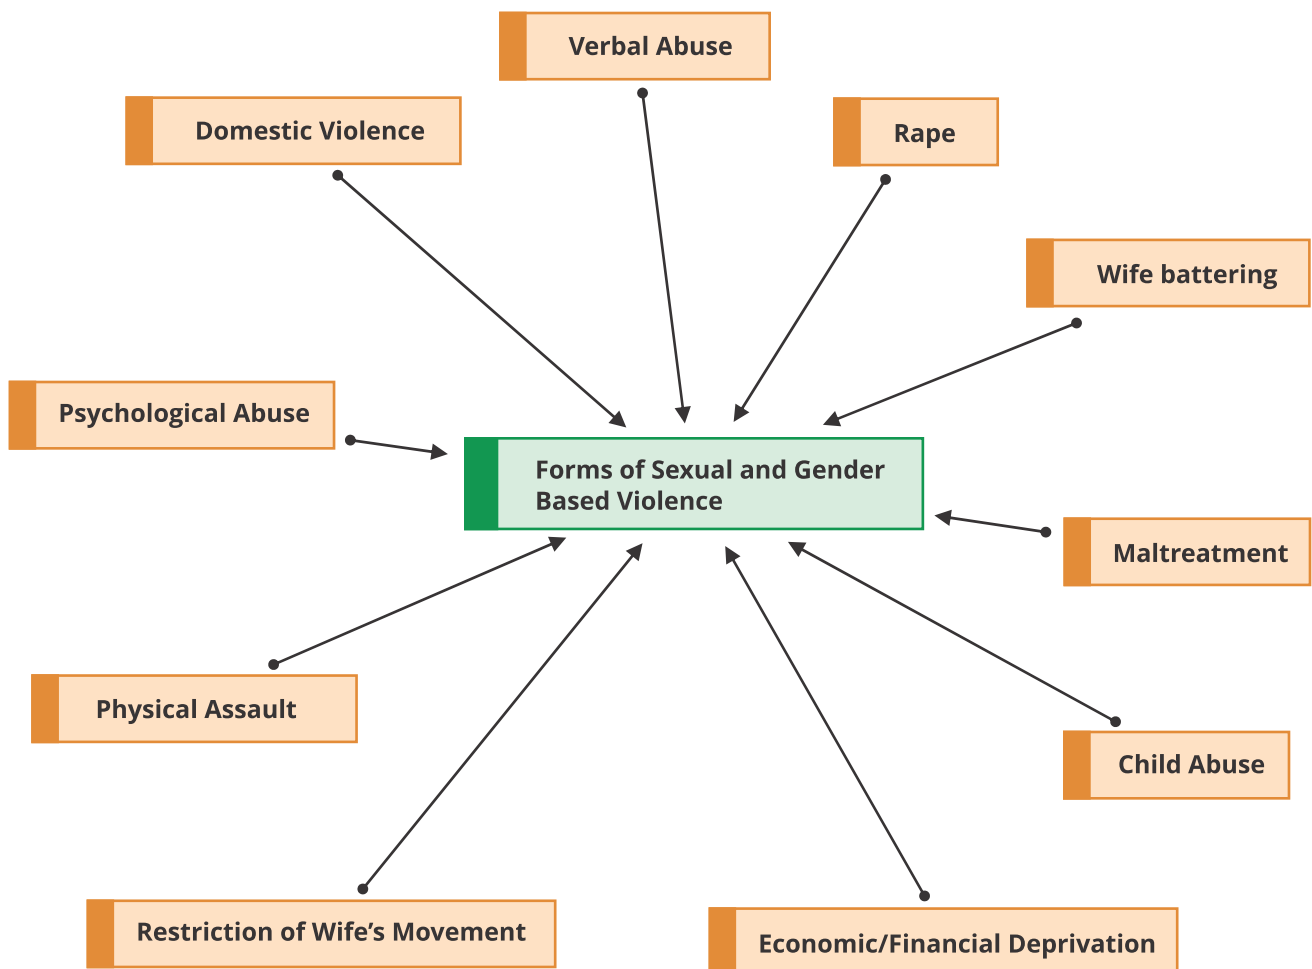 Verbal Abuse
Domestic Violence
Rape
Wife battering
Psychological Abuse
Forms of Sexual and Gender
Based Violence
Maltreatment
Physical Assault
Child Abuse
Restriction of Wife’s Movement
Economic/Financial Deprivation